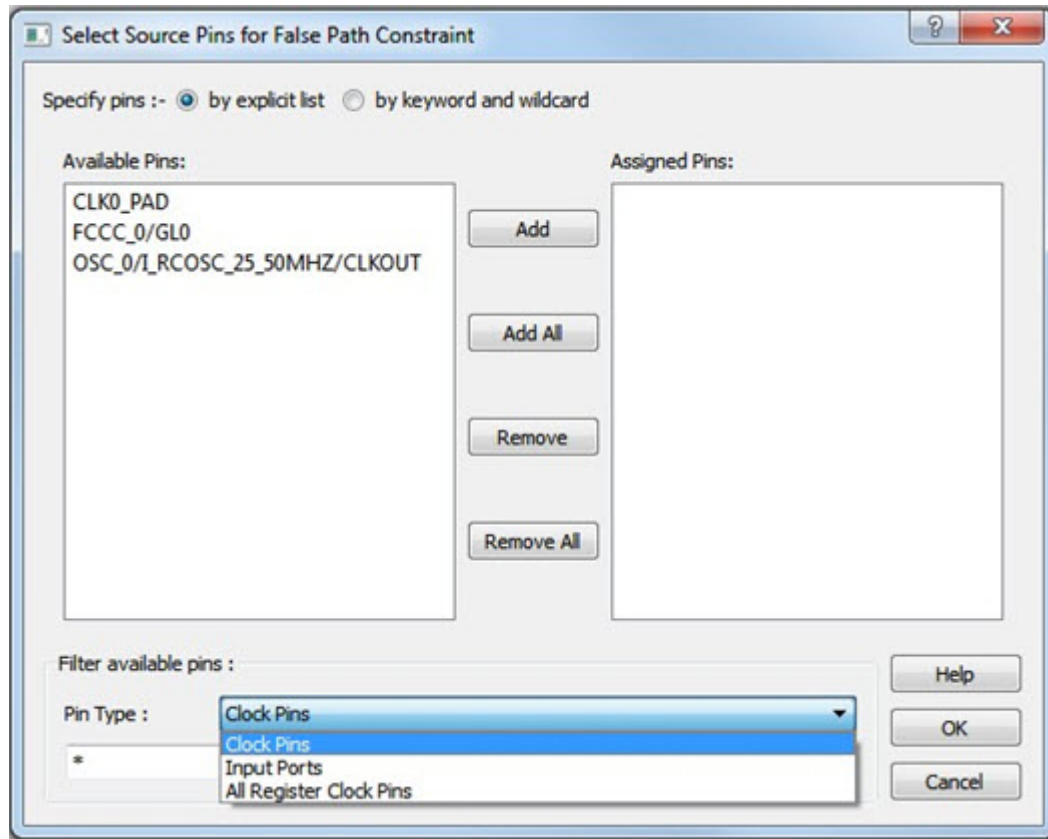 Select Source Pins for False Path Constraint
Specify pins :- by explicit list by keyword and wildcard
Available Pins:
Assigned Pins:
CLK0_PAD
FCCC_0/GL0
OSC_0/I_RCOSC_25_50MHZ/CLKOUT
Add
Add All
Remove
Remove All
Filter available pins :
Pin Type :
Clock Pins
Clock Pins
Input Ports
All Register Clock Pins
*
Help
OK
Cancel